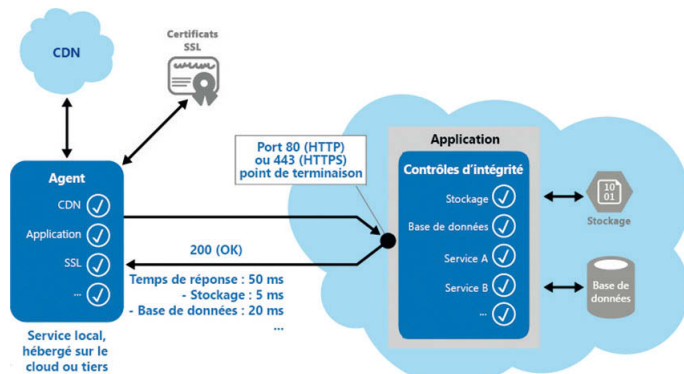 CDN
Certificats
SSL
Agent
CDN
Application
SSL
...
Service local,
hébergé sur le
cloud ou tiers
Port 80 (HTTP)
ou 443 (HTTPS)
point de terminaison
200 (OK)
Temps de réponse : 50 ms
- Stockage : 5 ms
- Base de données : 20 ms
...
Application
Contrôles d'intégrité
Stockage
Base de données
Service A
Service B
...
10
01
Stockage
Base de
données